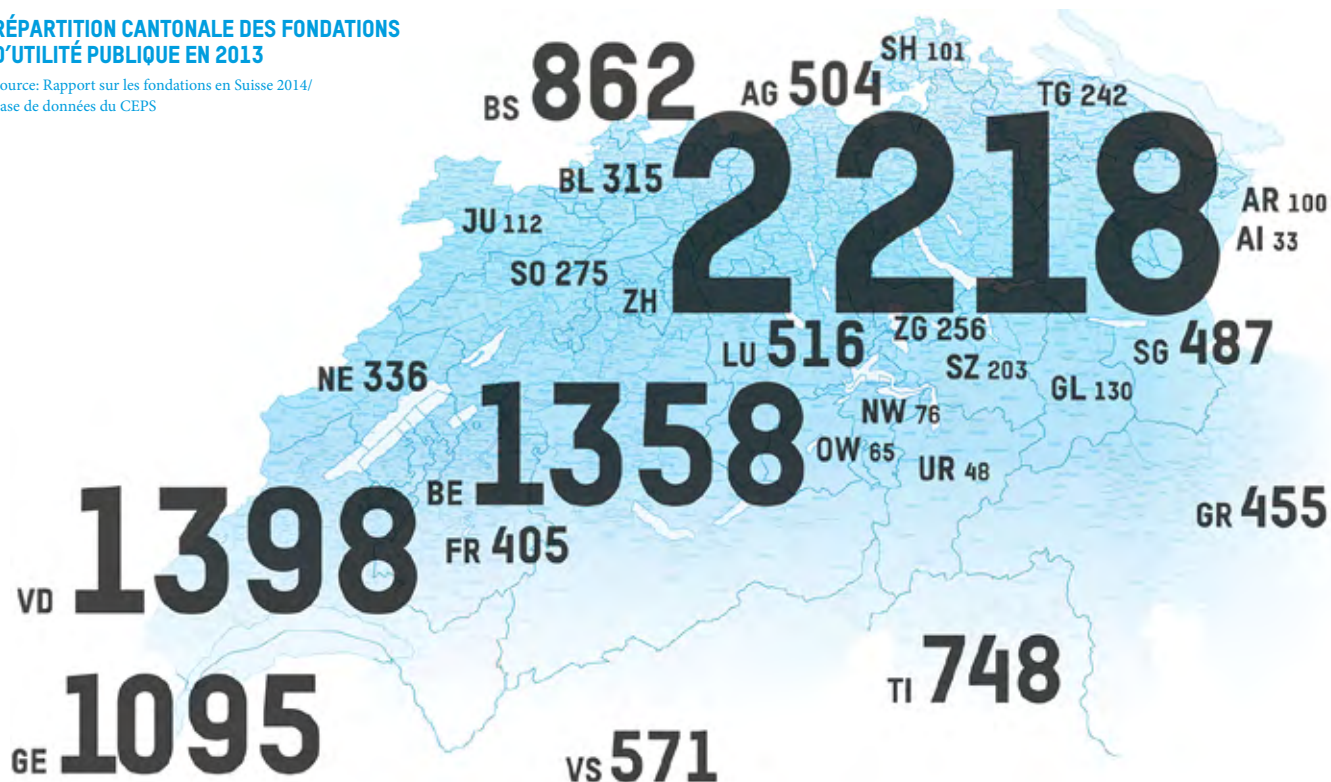 RÉPARTITION CANTONALE DES FONDATIONS
D'UTILITÉ PUBLIQUE EN 2013
ource: Rapport sur les fondations en Suisse 2014/
ase de données du CEPS
SH 101
BS 862
AG 504
TG 242
BL 315
ZH 2218
JU 112
AR 100
AI 33
SO 275
LU 516
ZG 256
SG 487
SZ 203
NE 336
GL 130
NW 76
BE 1358
OW 65
UR 48
GR 455
VD 1398
FR 405
TI 748
GE 1095
VS 571